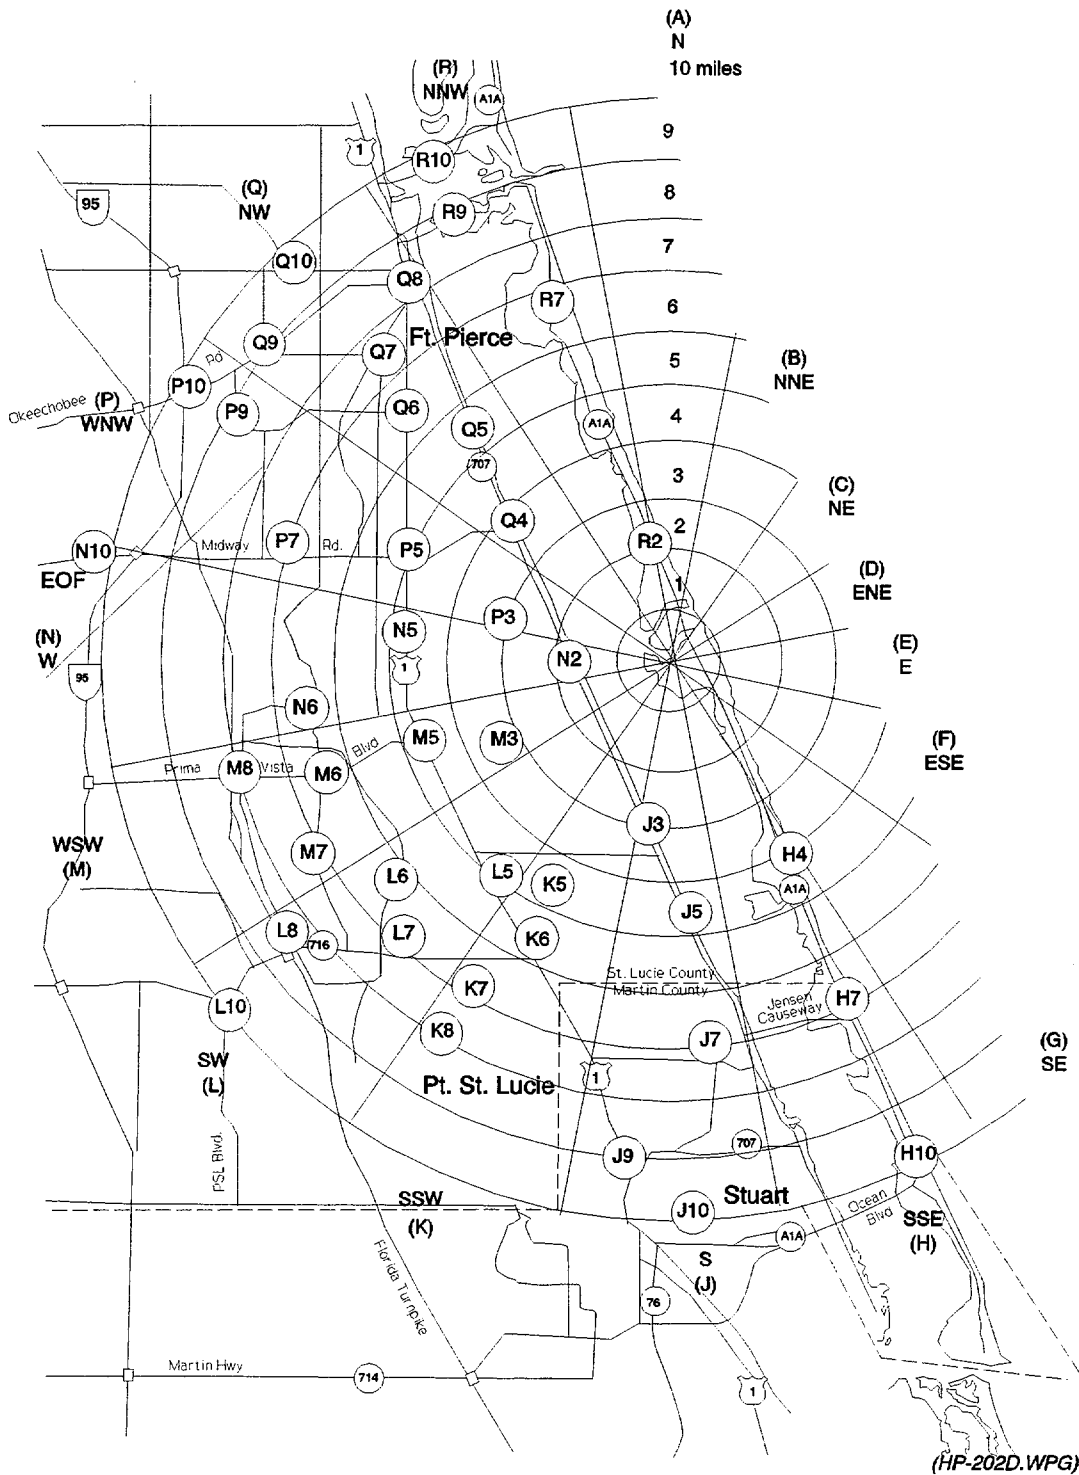 (A)
N
10 miles
(R)
NNW
A1A
9
1
R10
8
(Q)
NW
95
R9
7
Q10
Q8
R7
6
Ft. Pierce
Q9
Q7
5
(B)
NNE
Rd
P10
Okeechobee
(P)
WNW
P9
Q6
4
A1A
Q5
707
3
(C)
NE
Q4
2
R2
N10
Midway
P7
Rd.
P5
EOF
1
(D)
ENE
P3
N5
(N)
W
(E)
E
N2
1
95
N6
M5
M3
Blvd
(F)
ESE
Prima
M8
Vista
M6
J3
WSW
(M)
M7
H4
L6
L5
K5
A1A
J5
L8
716
L7
K6
St. Lucie County
Martin County
K7
Jensen
Causeway
H7
L10
K8
J7
(G)
SE
SW
(L)
1
Pt. St. Lucie
PSL Blvd.
J9
707
H10
Stuart
SSW
(K)
J10
Ocean
Blvd
SSE
(H)
A1A
S
(J)
Florida Turnpike
76
Martin Hwy
714
1
(HP-202D.WPG)